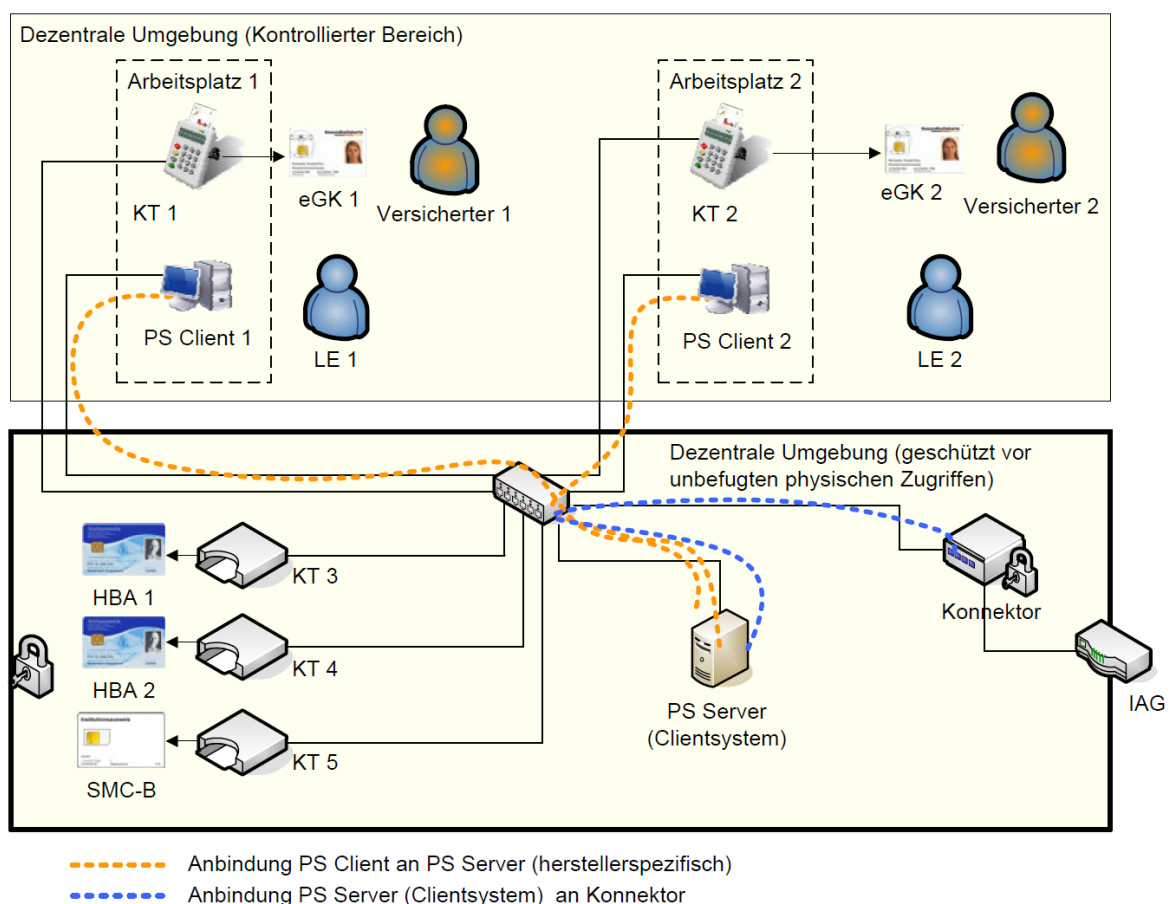 Dezentrale Umgebung (Kontrollierter Bereich)
Arbeitsplatz 1
Arbeitsplatz 2
eGK 1
Versicherter 1
KT 1
eGK 2
Versicherter 2
KT 2
PS Client 1
LE 1
PS Client 2
LE 2
Dezentrale Umgebung (geschützt vor
unbefugten physischen Zugriffen)
KT 3
HBA 1
KT 4
HBA 2
Institutionsausweis
KT 5
SMC-B
PS Server
(Clientsystem)
Konnektor
IAG
Anbindung PS Client an PS Server (herstellerspezifisch)
Anbindung PS Server (Clientsystem) an Konnektor